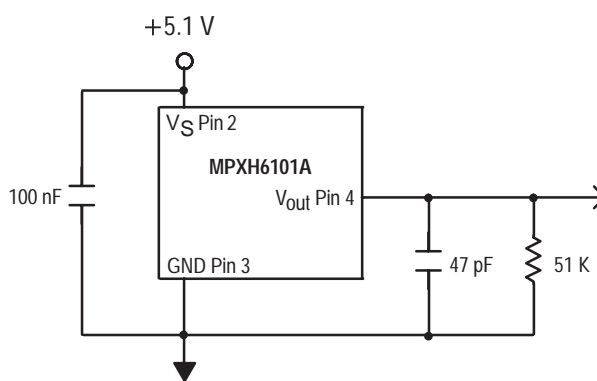 +5.1 V
VS Pin 2
MPXH6101A
Vout Pin 4
100 nF
GND Pin 3
47 pF
51 K